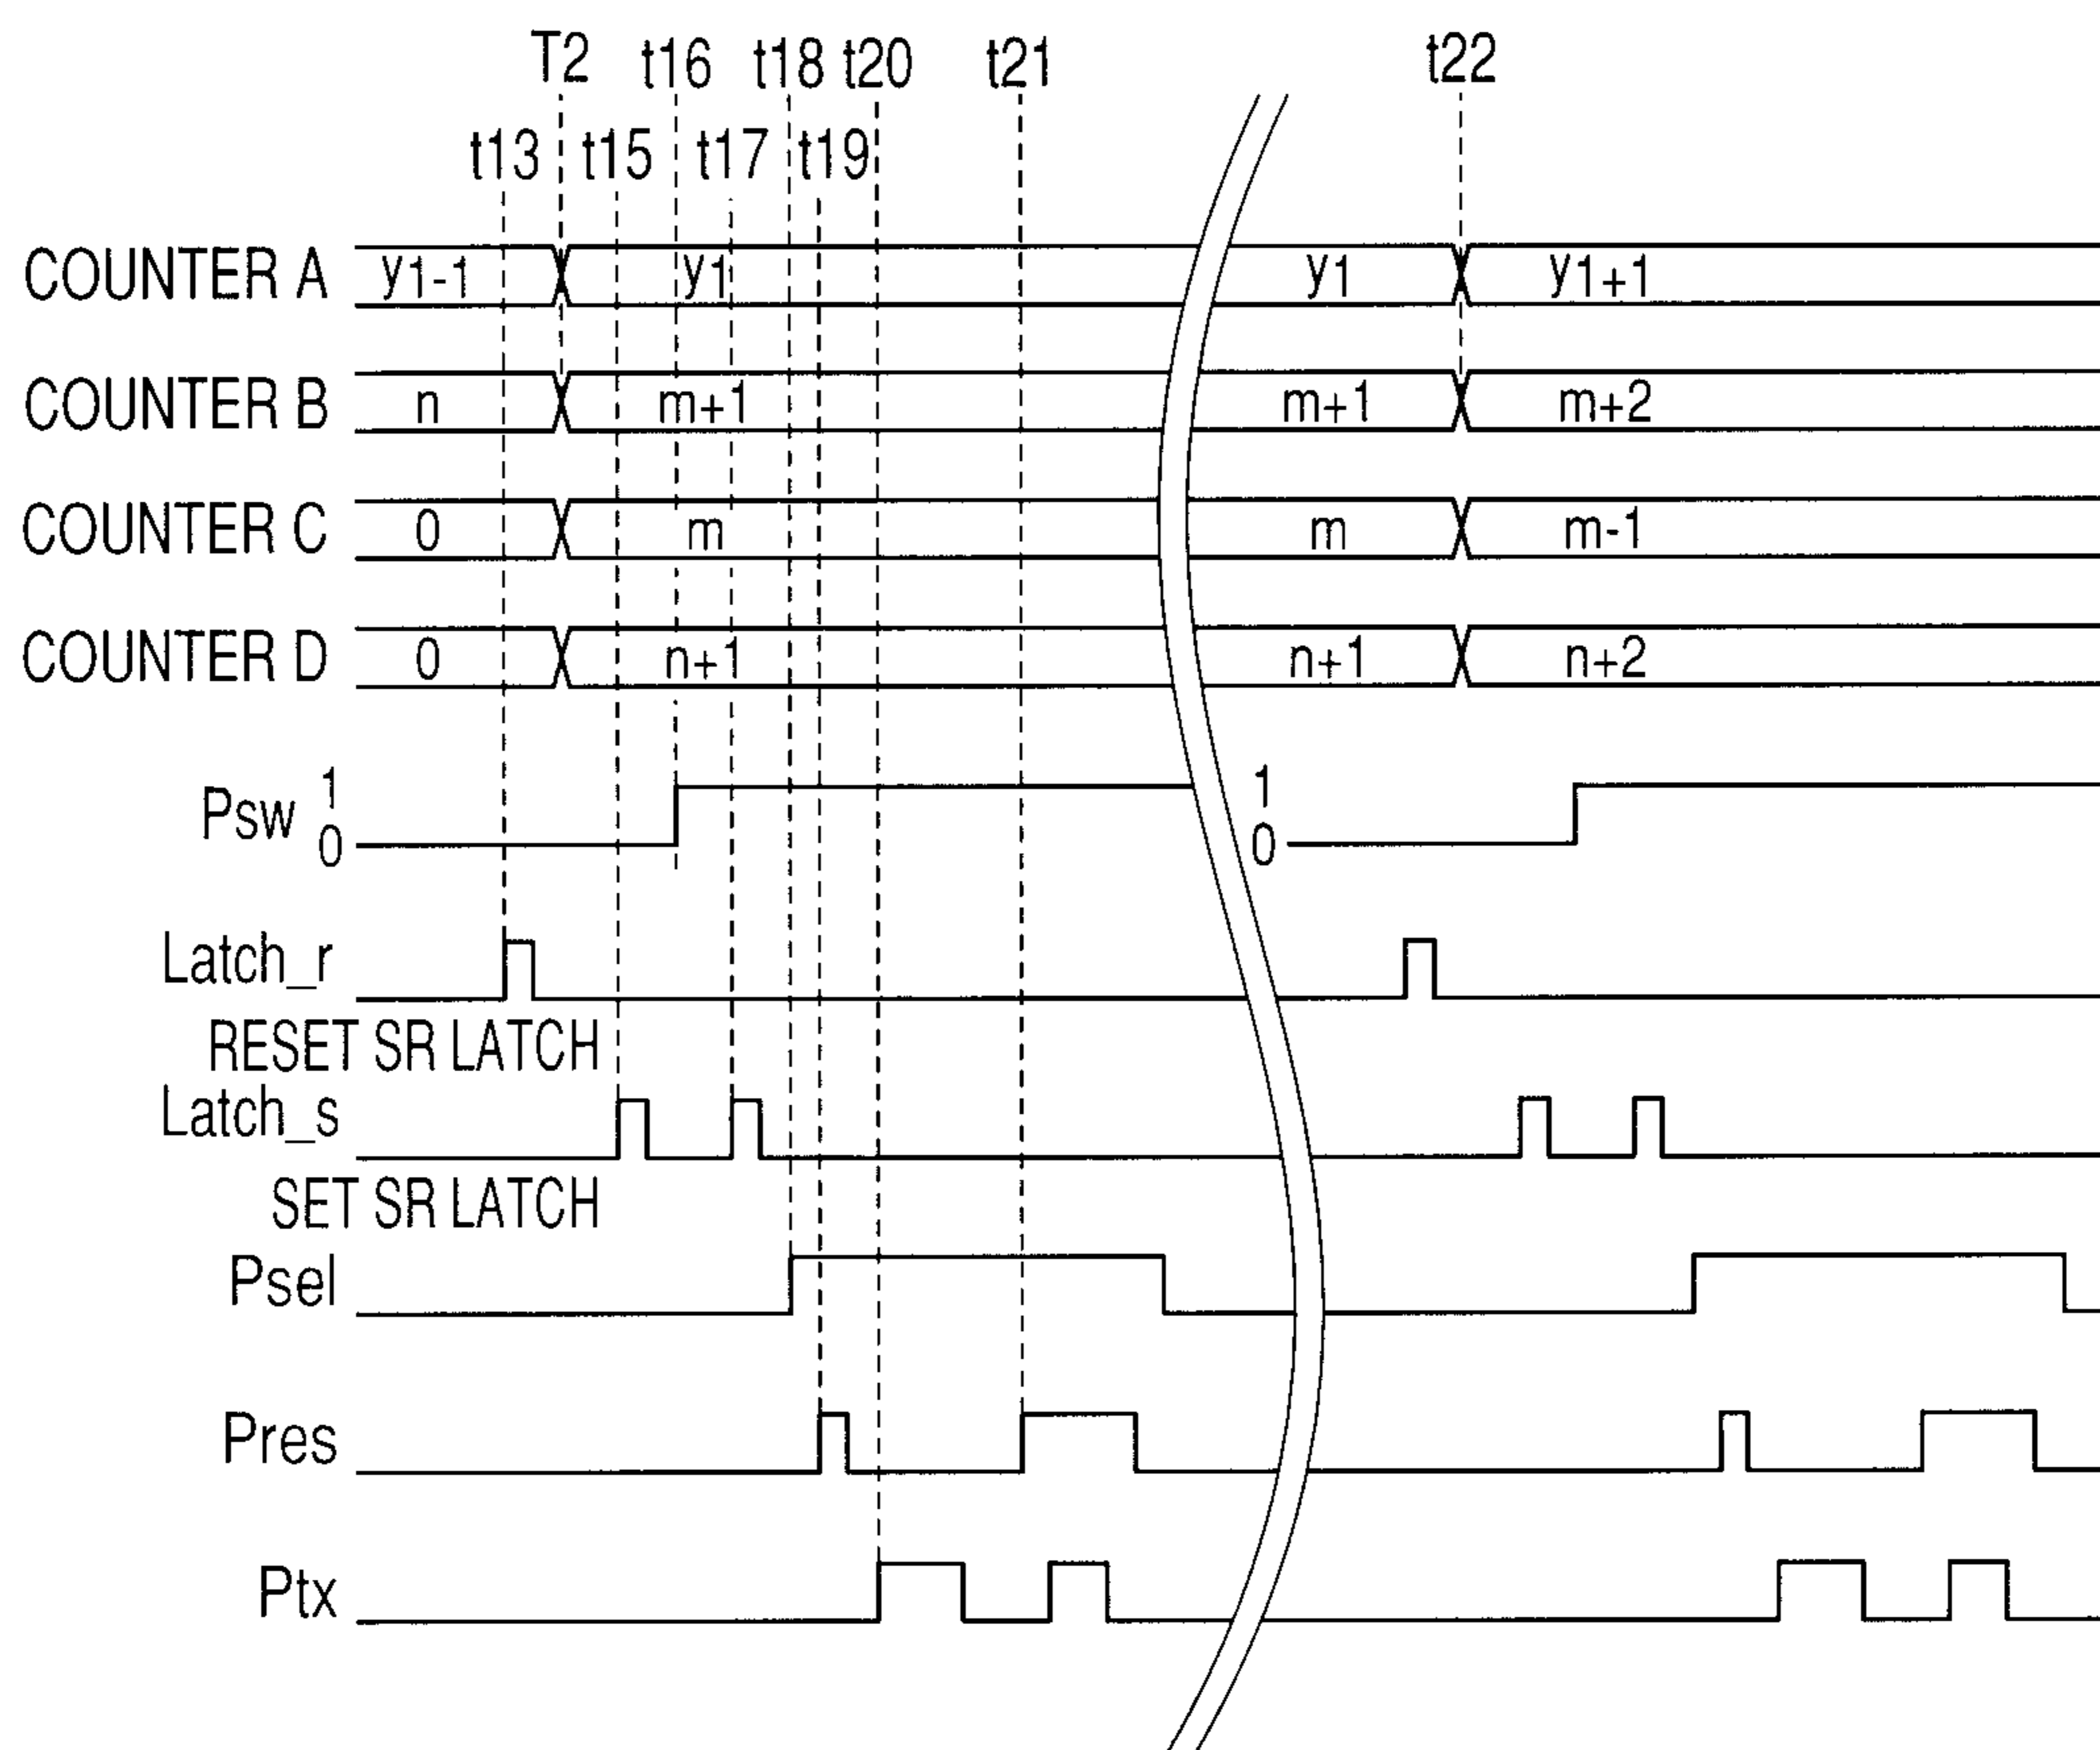 T2 t16 t18 t20 t21 t22
t13 t15 t17 t19
COUNTER A y1-1 y1 y1 y1+1
COUNTER B n m+1 m+1 m+2
COUNTER C 0 m m m-1
COUNTER D 0 n+1 n+1 n+2
Psw 1 0 1 0
Latch_r
RESET SR LATCH
Latch_s
SET SR LATCH
Psel
Pres
Ptx